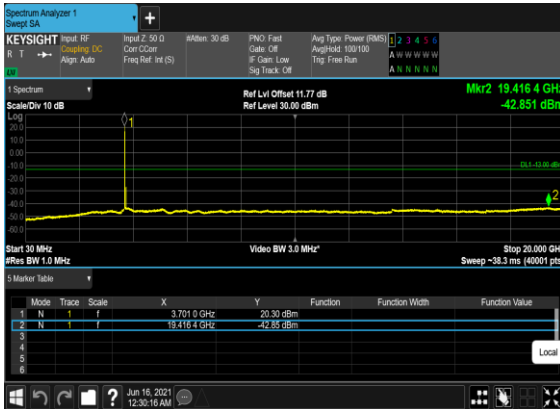 Spectrum Analyzer 1
Swept SA
+
KEYSIGHT Input: RF Input Z: 50 Ω #Atten: 30 dB PNO: Fast Avg Type: Power (RMS) 1 2 3 4 5 6
R T Coupling: DC Corr CCorr Gate: Off Avg|Hold: 100/100 A W W W W W
Align: Auto Freq Ref: Int (S) IF Gain: Low Trig: Free Run
Sig Track: Off A N N N N N
1 Spectrum
Ref Lvl Offset 11.77 dB Mkr2 19.416 4 GHz
Scale/Div 10 dB Ref Level 30.00 dBm -42.851 dBm
Log
1
20.0
10.0
0.00
-10.0
DL1 -13.00 dBm
-20.0
-30.0
2
-40.0
-50.0
-60.0
Start 30 MHz Video BW 3.0 MHz* Stop 20.000 GH
#Res BW 1.0 MHz Sweep ~38.3 ms (40001 pts
5 Marker Table
Mode Trace Scale X Y Function Function Width Function Value
1 N 1 f 3.701 0 GHz 20.30 dBm
2 N 1 f 19.416 4 GHz -42.85 dBm
3
4
5
6
Local
? Jun 16, 2021
12:30:16 AM